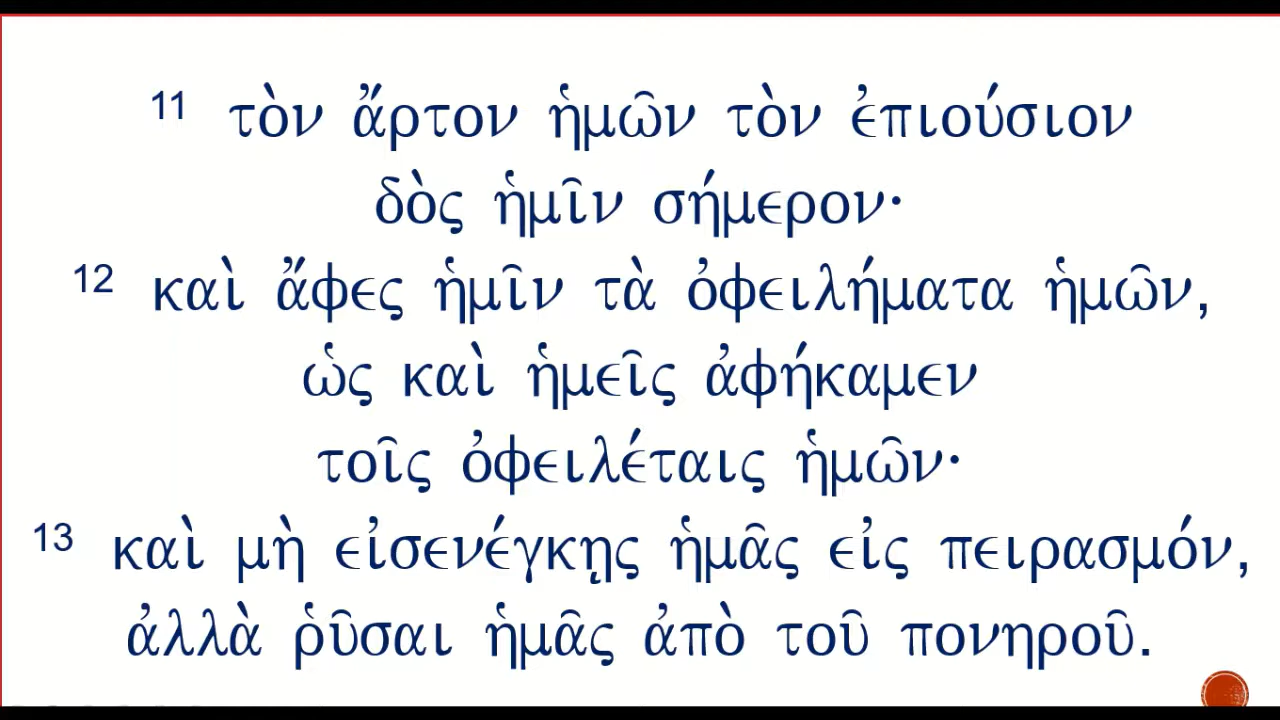 11 τὸν ἄρτον ἡμῶν τὸν ἐπιούσιον
δὸς ἡμῖν σήμερον·
12 καὶ ἄφες ἡμῖν τὰ ὀφειλήματα ἡμῶν,
ὡς καὶ ἡμεῖς ἀφήκαμεν
τοῖς ὀφειλέταις ἡμῶν·
13 καὶ μὴ εἰσενέγκῃς ἡμᾶς εἰς πειρασμόν,
ἀλλὰ ῥῦσαι ἡμᾶς ἀπὸ τοῦ πονηροῦ.